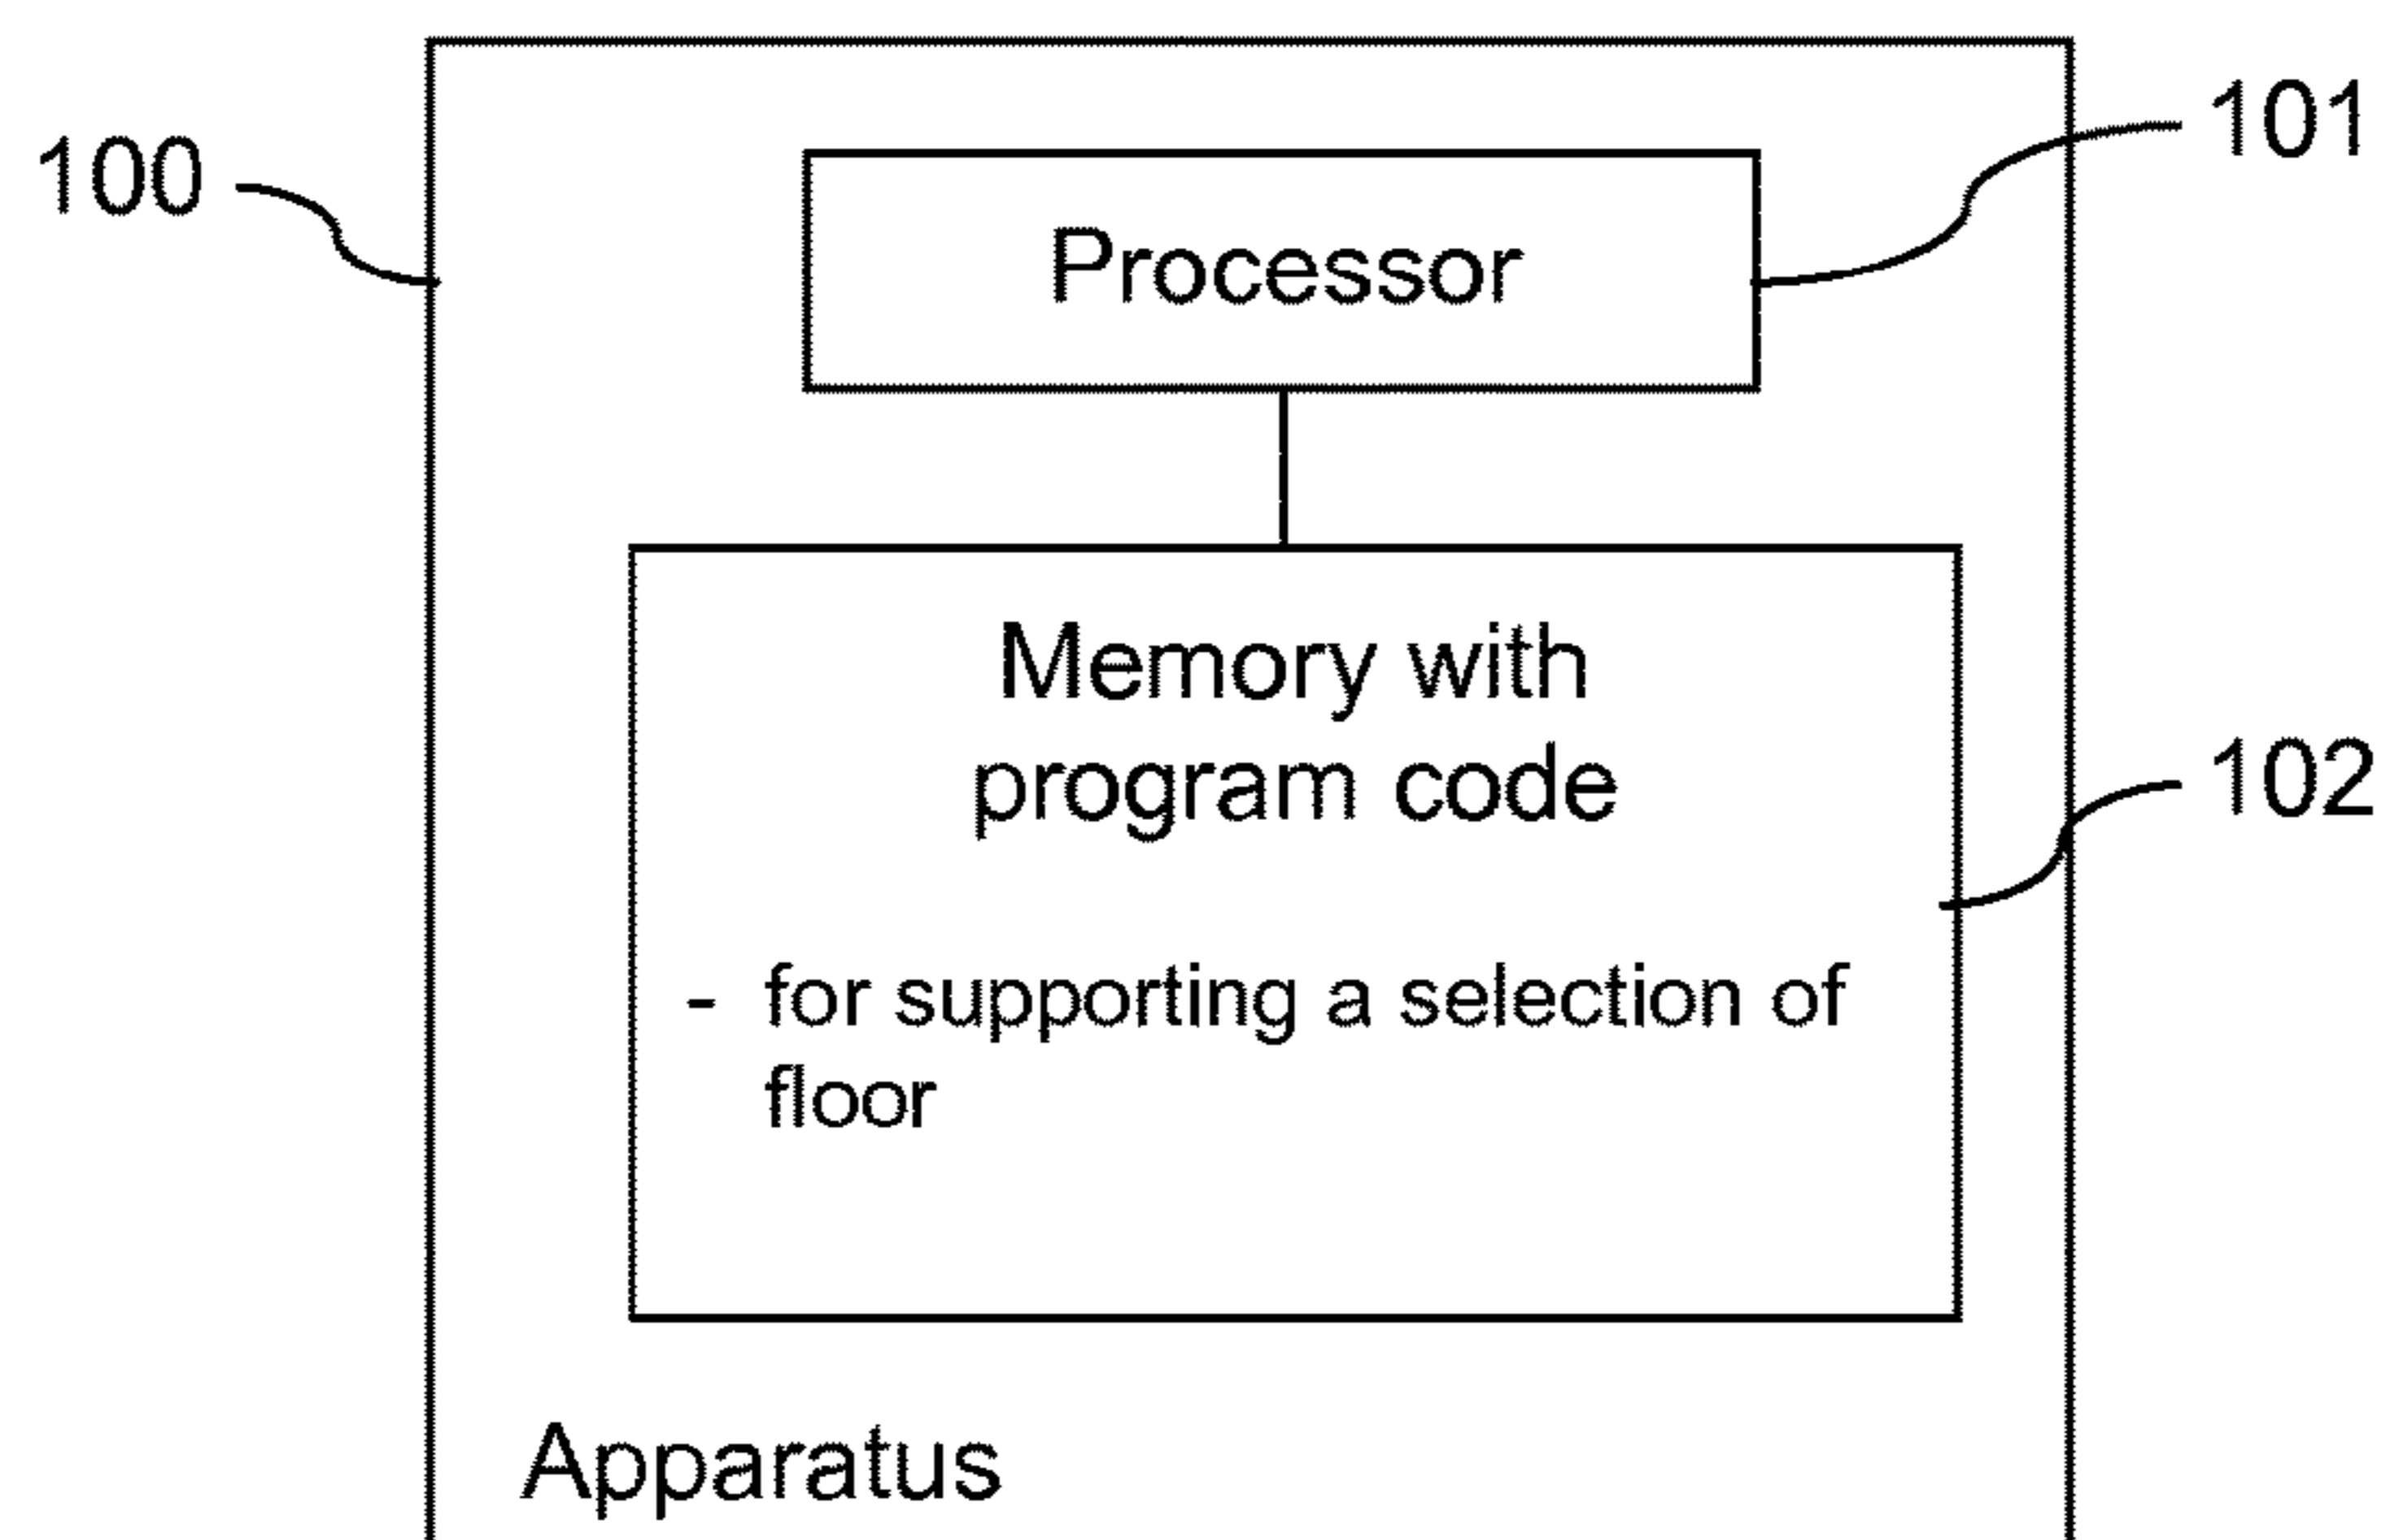 100
101
Processor
Memory with
program code
102
- for supporting a selection of
floor
Apparatus